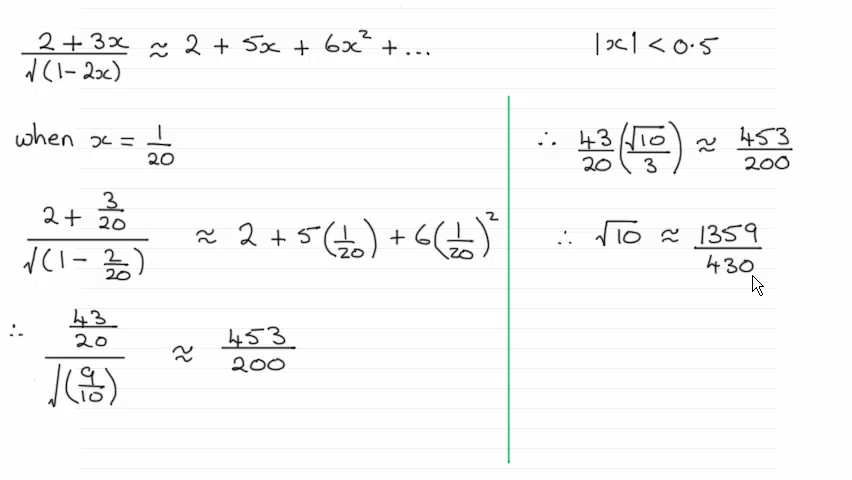 (2 + 3x)/√(1 - 2x) ≈ 2 + 5x + 6x² + ... |x| < 0.5
when x = 1/20
(2 + 3/20)/√(1 - 2/20) ≈ 2 + 5(1/20) + 6(1/20)²
∴ (43/20)/√(9/10) ≈ 453/200
∴ 43/20 (√10/3) ≈ 453/200
∴ √10 ≈ 1359/430